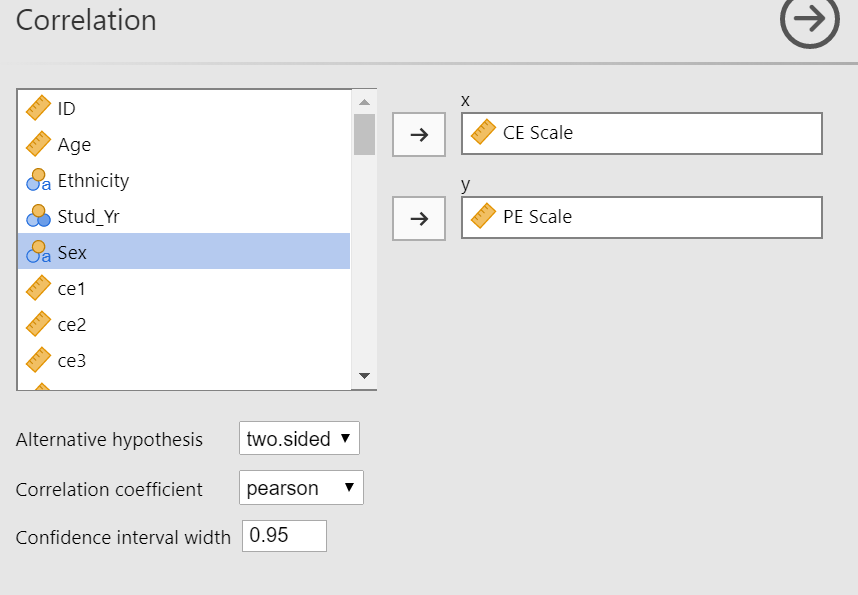 Correlation
ID
Age
a Ethnicity
Stud_Yr
a Sex
ce1
ce2
ce3
x
CE Scale
y
PE Scale
Alternative hypothesis two.sided
Correlation coefficient pearson
Confidence interval width 0.95